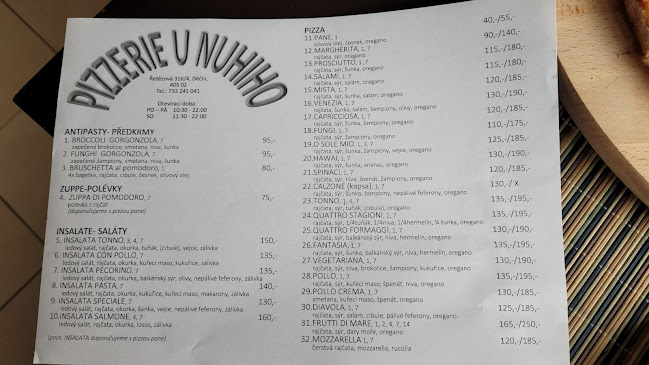 PIZZERIE U NUHIHO
Řetězová 316/4, Děčín,
405 02
Tel.: 733 241 041
Otevírací doba:
PO – PÁ 10:30 - 22:00
SO 11:30 - 22:00
ANTIPASTY- PŘEDKRMY
1. BROCCOLI GORGONZOLA, 7 95,-
zapečené brokolice, smetana, niva, šunka
2. FUNGHI GORGONZOLA, 7 95,-
zapečené žampiony, smetana, niva, šunka
3. BRUSCHETTA al pomodoro, 1 80,-
4x bagetka, rajčata, cibule, česnek, olivový olej
ZUPPE-POLÉVKY
4. ZUPPA DI POMODORO, 7 75,-
polévka z rajčat
(doporučujeme s pizzou pane)
INSALATE- SALÁTY
5. INSALATA TONNO, 3, 4, 7 150,-
ledový salát, rajčata, okurka, tuňák, (cibule), vejce, zálivka
6. INSALATA CON POLLO, 7 135,-
ledový salát, rajčata, okurka, kuřecí maso, kukuřice, zálivka
7. INSALATA PECORINO, 7 135,-
ledový salát, rajčata, okurka, balkánský sýr, olivy, nepálivé feferony, zálivka
8. INSALATA PASTA, 7 140,-
ledový salát, rajčata, okurka, kukuřice, kuřecí maso, makarony, zálivka
9. INSALATA SPECIALE, 7 130,-
ledový salát, rajčata, okurka, šunka, vejce, nepálivé feferony, zálivka
10. INSALATA SALMONE, 4, 7 160,-
ledový salát, rajčata, okurka, losos, zálivka
(pozn. INSALATA doporučujeme s pizzou pane)
PIZZA
11. PANE, 1 40,-/55,-
olivový olej, česnek, oregano
12. MARGHERITA, 1, 7 90,-/140,-
rajčata, sýr, oregano
13. PROSCIUTTO, 1, 7 115,-/180,-
rajčata, sýr, šunka, oregano
14. SALAMI, 1, 7 115,-/180,-
rajčata, sýr, salám, oregano
15. MISTA, 1, 7 120,-/185,-
rajčata, sýr, šunka, salám, oregano
16. VENEZIA, 1, 7 130,-/190,-
rajčata, šunka, salám, žampiony, olivy, oregano
17. CAPRICCIOSA, 1, 7 120,-/185,-
rajčata, sýr, šunka, žampiony, oregano
18. FUNGI, 1, 7 110,-/175,-
rajčata, sýr, žampiony, oregano
19. O SOLE MIO, 1, 3, 7 125,-/185,-
rajčata, sýr, šunka, žampiony, vejce, oregano
20. HAWAI, 1, 7 130,-/190,-
rajčata, sýr, šunka, ananas, oregano
21. SPINACI, 1, 7 120,-/185,-
rajčata, sýr, niva, špenát, žampiony, oregano
22. CALZONE (kapsa), 1, 7 130,-/ x
rajčata, sýr, šunka, žampiony, nepálivé feferony, oregano
23. TONNO, 1, 4, 7 135,-/195,-
rajčata, sýr, tuňák, (cibule), oregano
24. QUATTRO STAGIONI, 1, 4, 7 135,-/195,-
rajčata, sýr, 1/4tuňák, 1/4niva, 1/4hermelín, ¼ šunka, oregano
25. QUATTRO FORMAGGI, 1, 7 130,-/190,-
rajčata, sýr, balkánský sýr, niva, hermelín, oregano
26. FANTASIA, 1, 7 135,-/195,-
rajčata, sýr, šunka, balkánský sýr, nepálivé feferony, oregano
27. VEGETARIANA, 1, 7 130,-/190,-
rajčata, sýr, niva, brokolice, žampiony, kukuřice, oregano
28. POLLO, 1, 7 135,-/195,-
rajčata, sýr, kuřecí maso, špenát, niva, oregano
29. POLLO CREMA, 1, 7 130,-/190,-
smetana, kuřecí maso, špenát, oregano
30. DIAVOLA, 1, 7 125,-/185,-
rajčata, sýr, salám, cibule, pálivé feferony, oregano
31. FRUTTI DI MARE, 1, 2, 4, 7, 14 165,-/250,-
rajčata, sýr, dary moře, oregano
32. MOZZARELLA 1, 7 120,-/185,-
čerstvá rajčata, mozzarella, rucolla